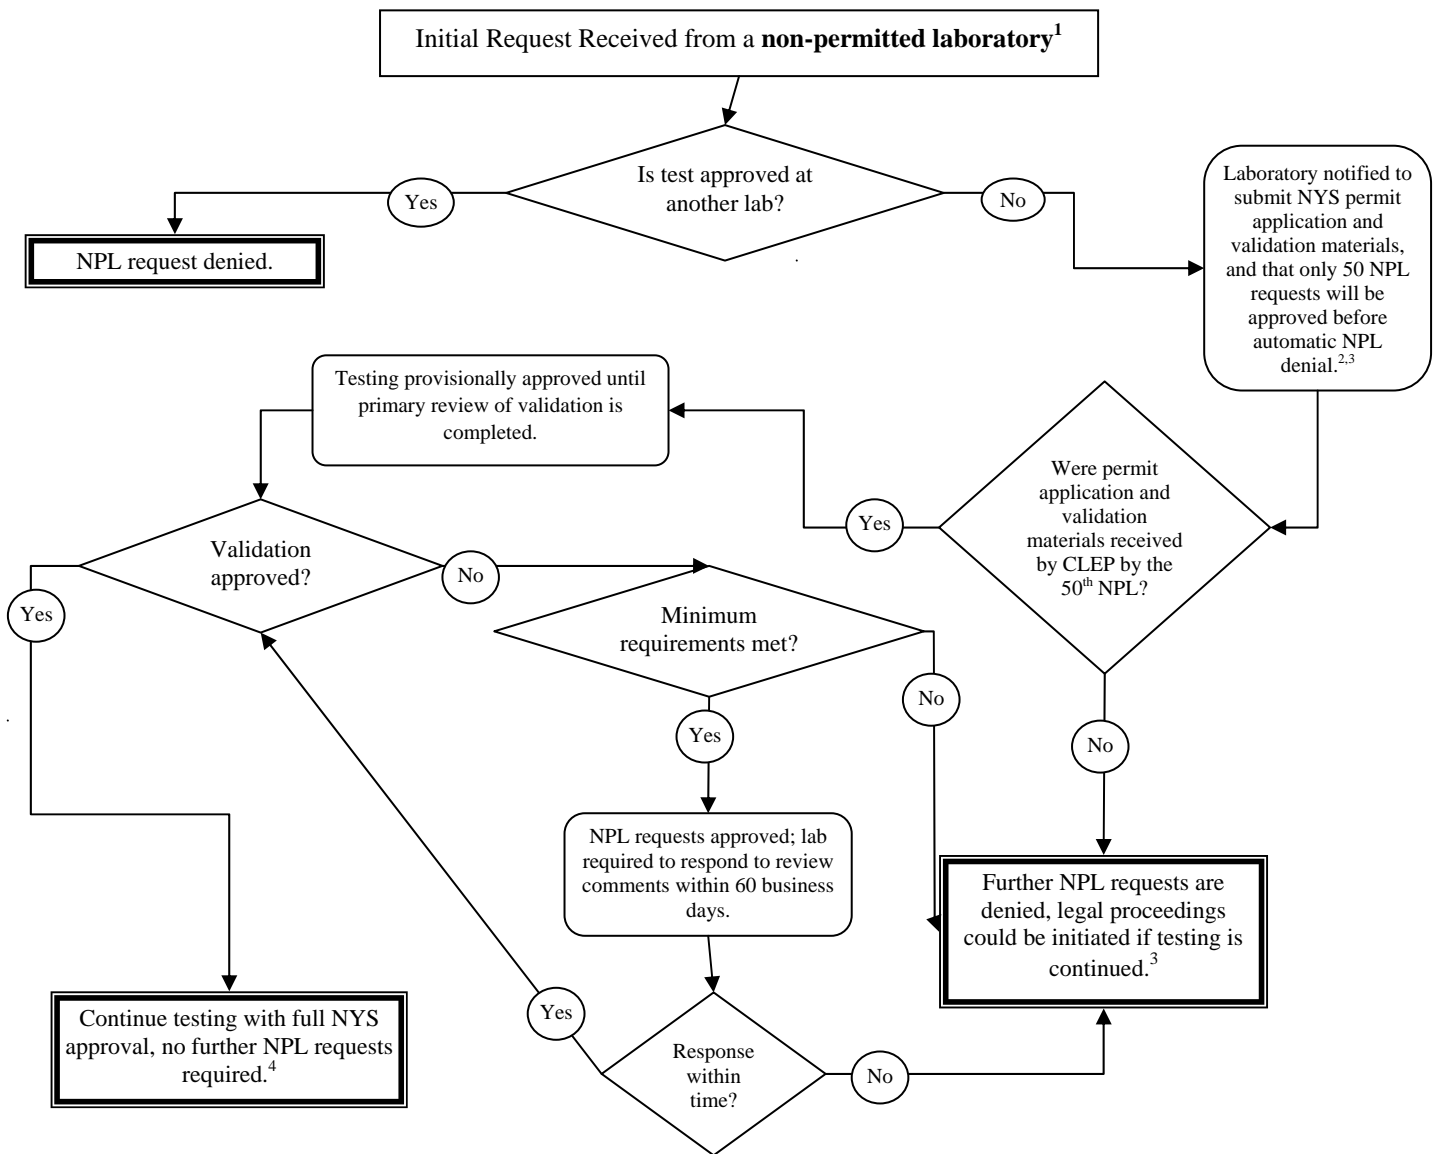 Initial Request Received from a non-permitted laboratory1
Is test approved at
another lab?
Yes
No
NPL request denied.
Laboratory notified to
submit NYS permit
application and
validation materials,
and that only 50 NPL
requests will be
approved before
automatic NPL
denial.2,3
Testing provisionally approved until
primary review of validation is
completed.
Were permit
application and
validation
materials received
by CLEP by the
50th NPL?
Yes
No
Validation
approved?
Yes
No
Minimum
requirements met?
No
Yes
NPL requests approved; lab
required to respond to review
comments within 60 business
days.
Further NPL requests are
denied, legal proceedings
could be initiated if testing is
continued.3
Continue testing with full NYS
approval, no further NPL requests
required.4
Yes
Response
within
time?
No